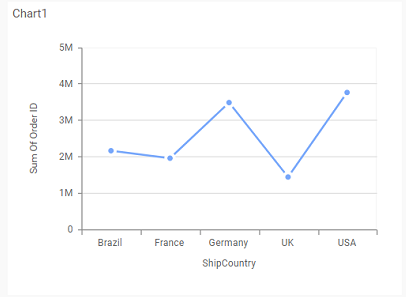 Chart1
5M
4M
3M
2M
1M
0
Sum Of Order ID
Brazil France Germany UK USA
ShipCountry